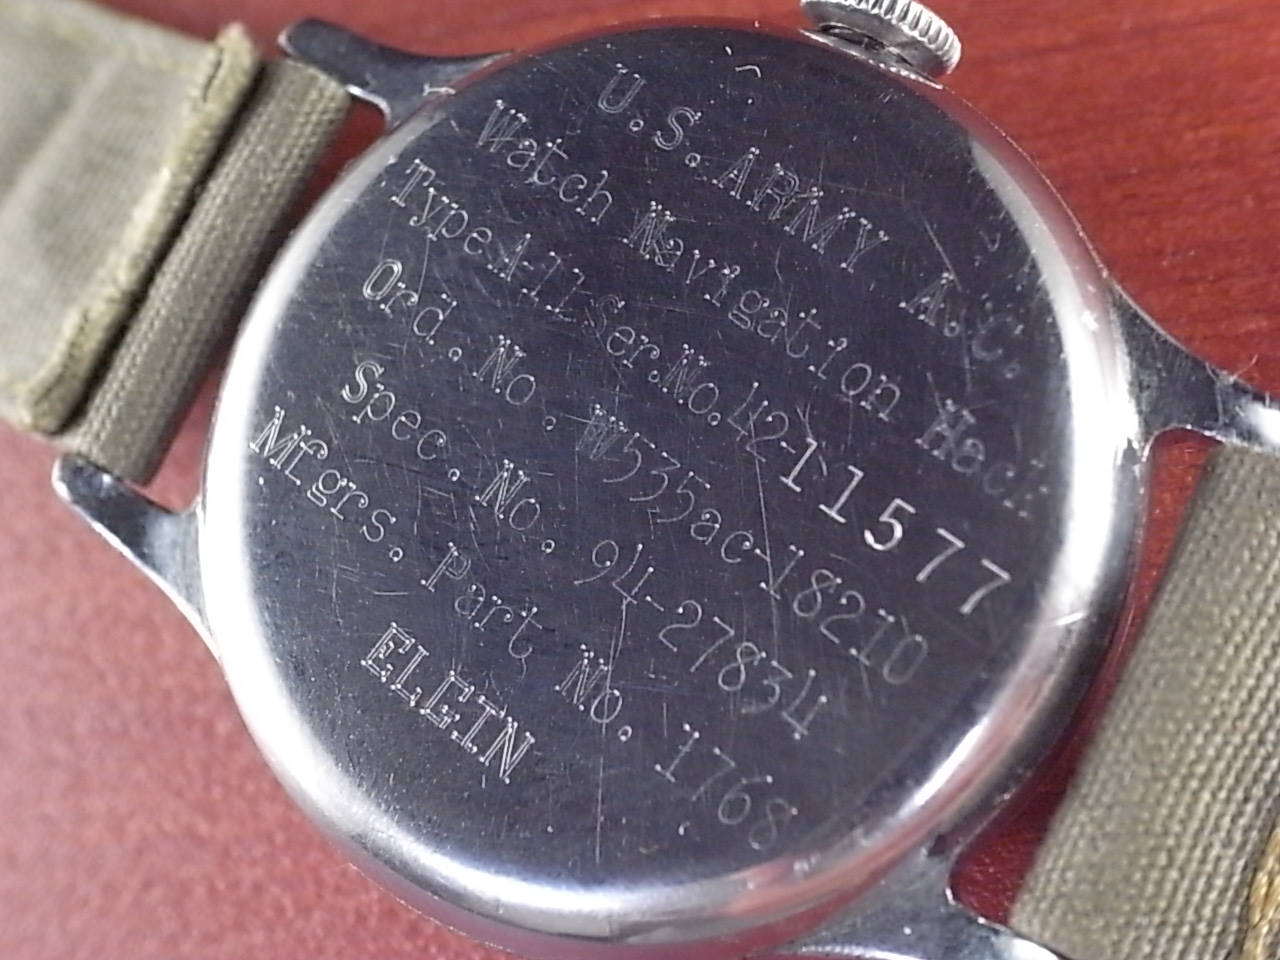 U.S. ARMY A.C.
Watch Navigation Hack
Type A-11 Ser.No.42-11577
Ord. No. W535ac-18210
Spec. No. 94-27834
Mfgrs. Part No. 1768
ELGIN